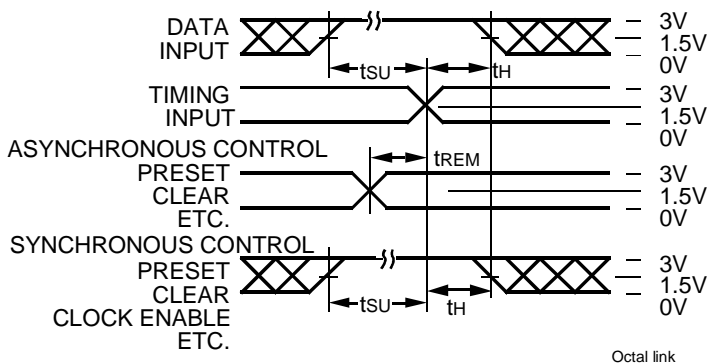 DATA
INPUT
tSU
tH
3V
1.5V
0V
TIMING
INPUT
3V
1.5V
0V
ASYNCHRONOUS CONTROL
PRESET
CLEAR
ETC.
tREM
3V
1.5V
0V
SYNCHRONOUS CONTROL
PRESET
CLEAR
CLOCK ENABLE
ETC.
tSU
tH
3V
1.5V
0V
Octal link